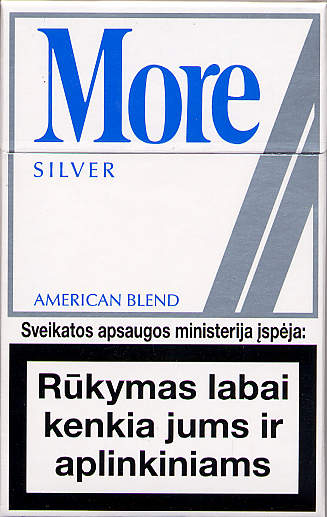 More
SILVER
AMERICAN BLEND
Sveikatos apsaugos ministerija įspėja:
Rūkymas labai
kenkia jums ir
aplinkiniams